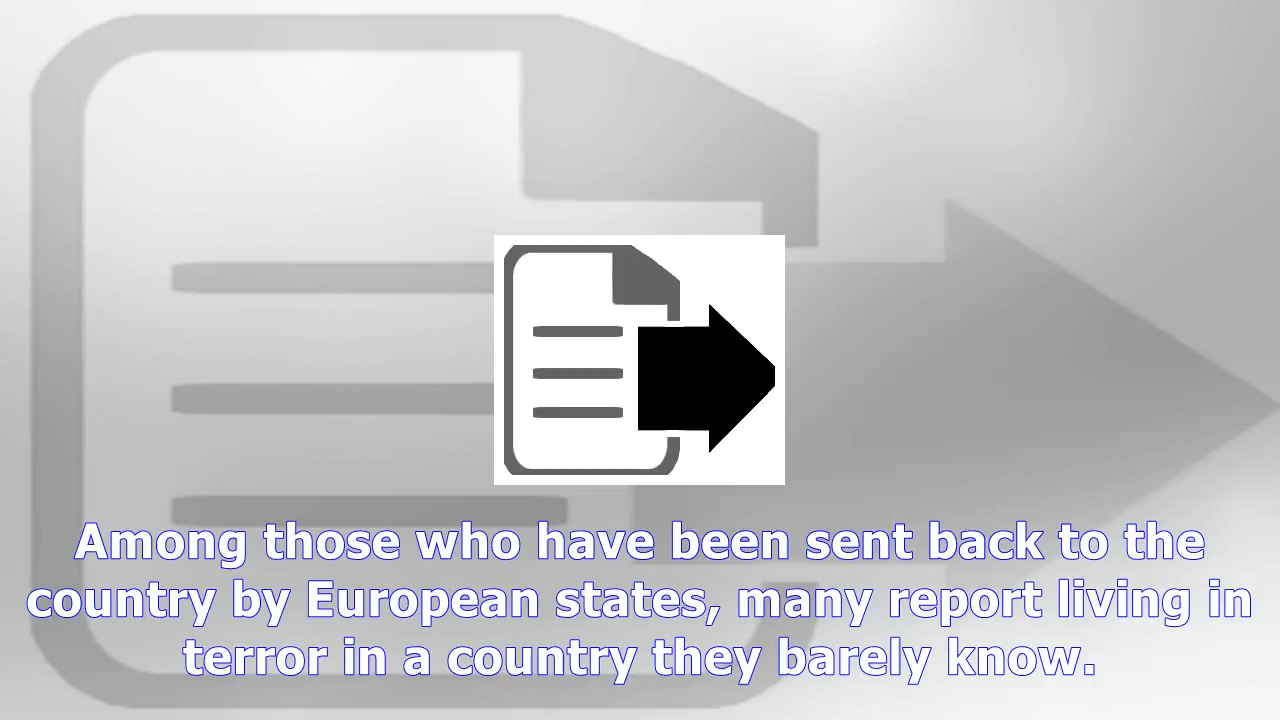 Among those who have been sent back to the
country by European states, many report living in
terror in a country they barely know.